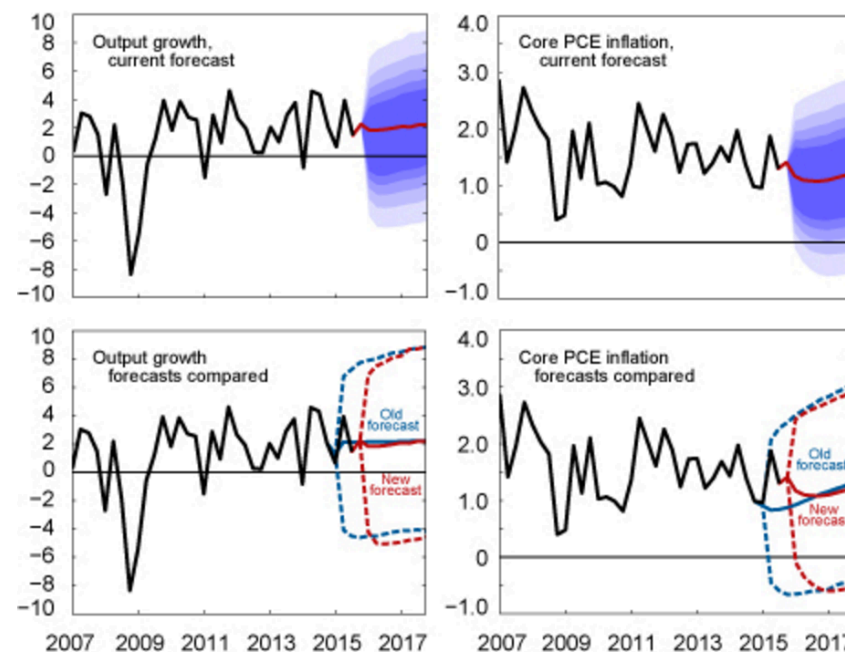 Output growth,
current forecast
10
8
6
4
2
0
−2
−4
−6
−8
−10
Core PCE inflation,
current forecast
4.0
3.0
2.0
1.0
0
−1.0
Output growth
forecasts compared
10
8
6
4
2
0
−2
−4
−6
−8
−10
Old
forecast
New
forecast
2007 2009 2011 2013 2015 2017
Core PCE inflation
forecasts compared
4.0
3.0
2.0
1.0
0
−1.0
Old
forecast
New
forecas
2007 2009 2011 2013 2015 2017